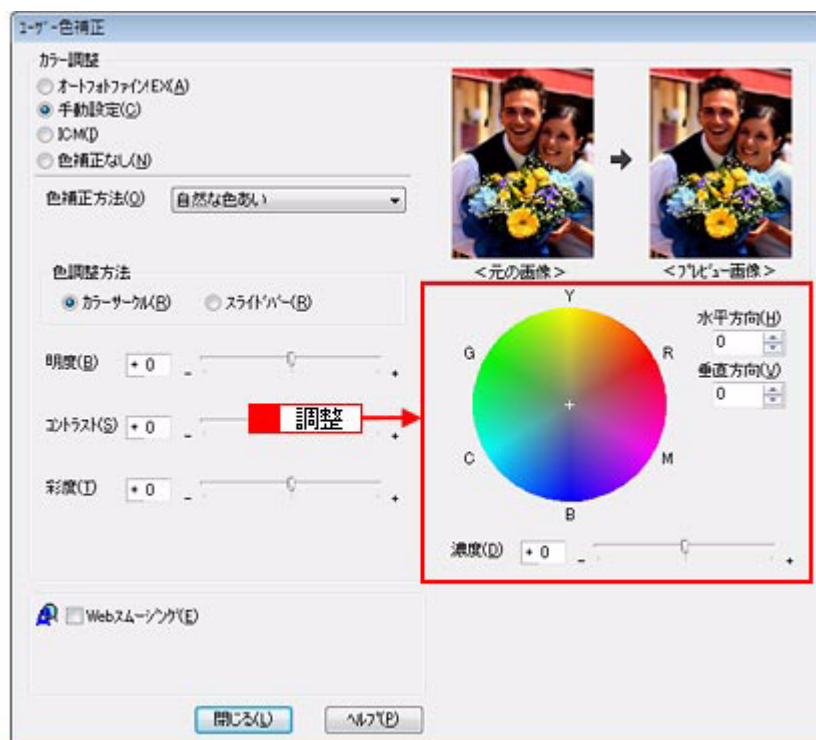 ユーザー色補正
カラー調整
オートフォトファイン!EX(A)
手動設定(C)
ICM(I)
色補正なし(N)
色補正方法(O) 自然な色あい
<元の画像>
<プレビュー画像>
色調整方法
カラーサークル(R) スライドバー(R)
明度(B) + 0 - +
コントラスト(S) + 0 - +
彩度(T) + 0 - +
調整
Y
G
R
C
M
B
水平方向(H)
0
垂直方向(V)
0
濃度(D) + 0 - +
Webスムージング(E)
閉じる(L) ヘルプ(P)